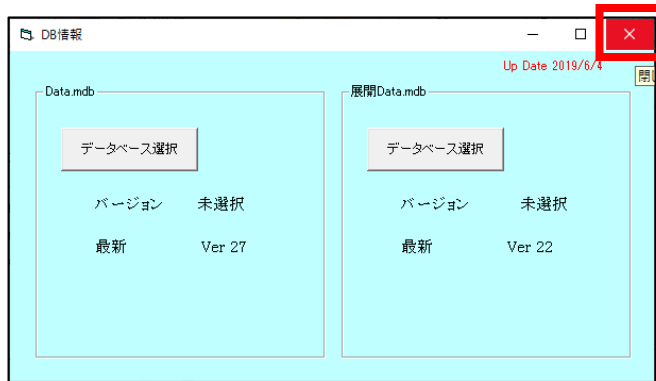 DB情報
Up Date 2019/6/4
Data.mdb
データベース選択
バージョン 未選択
最新 Ver 27
展開Data.mdb
データベース選択
バージョン 未選択
最新 Ver 22